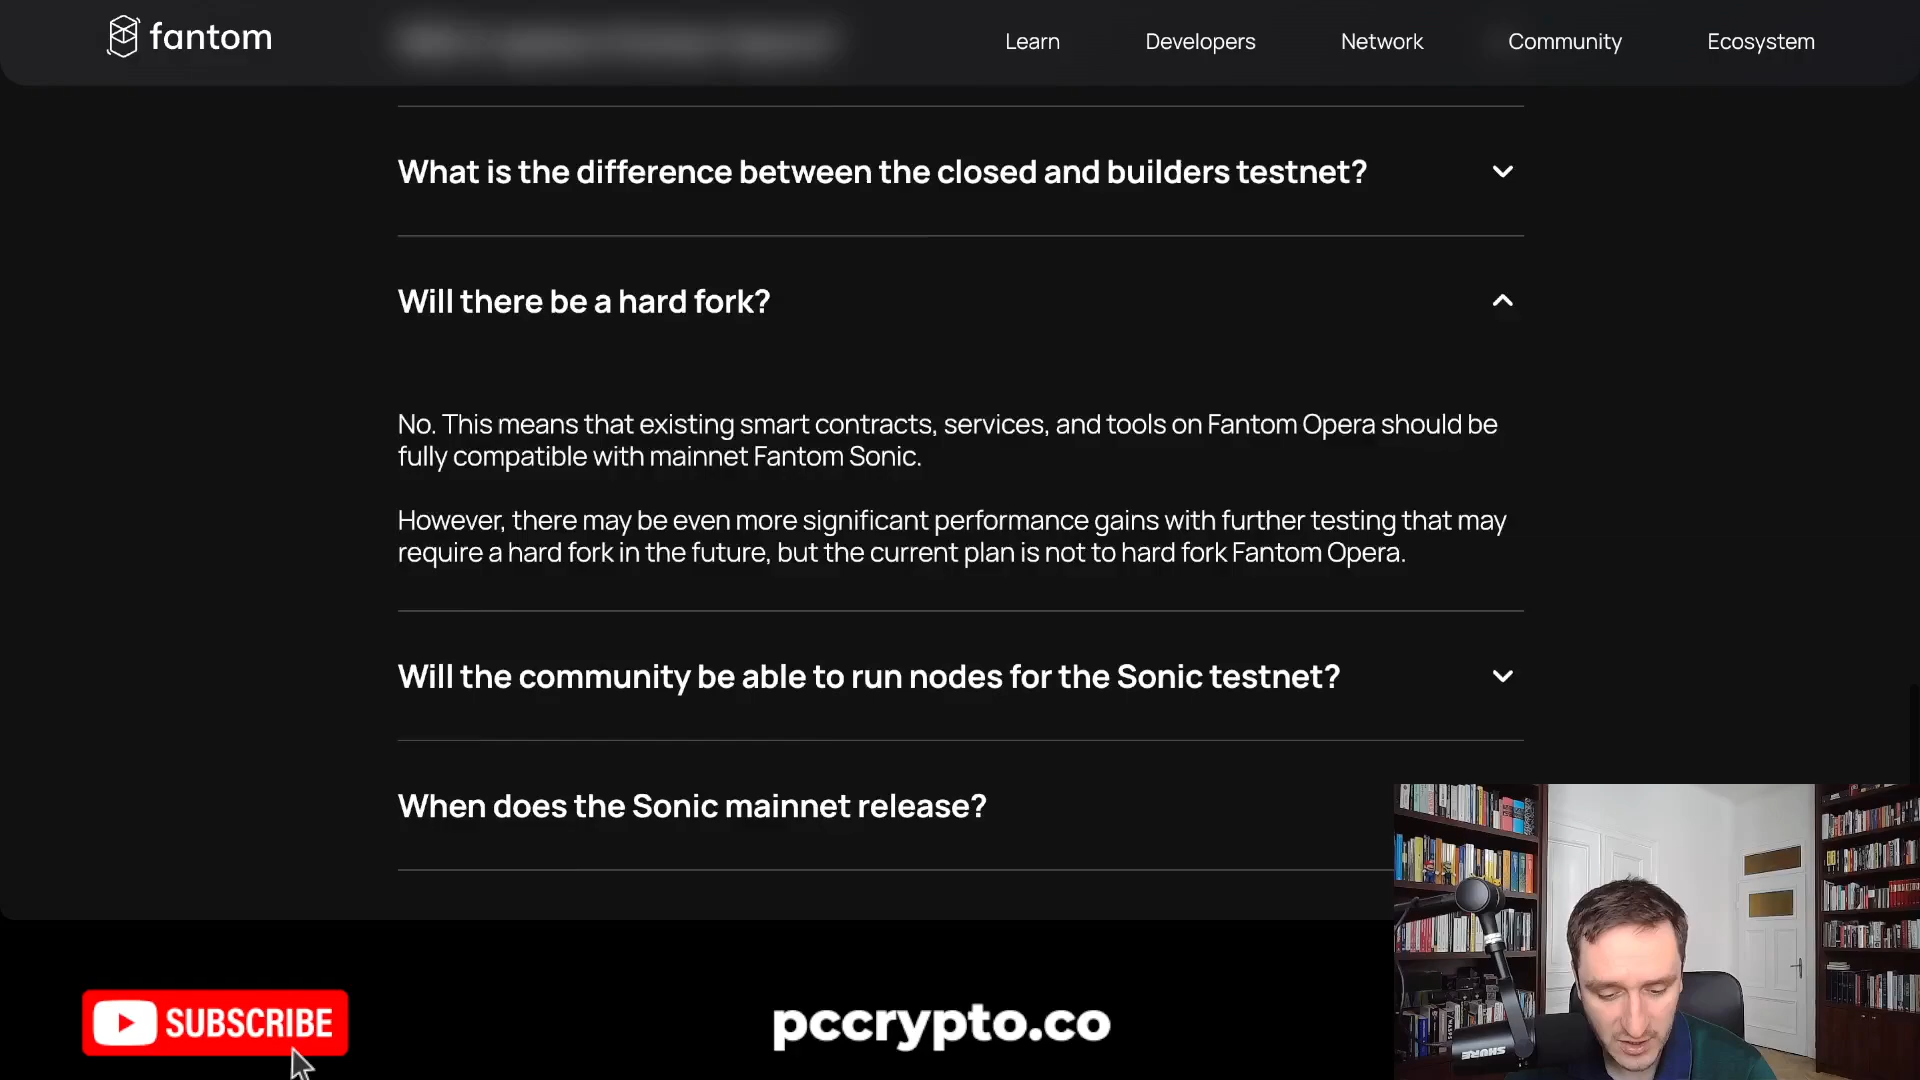 fantom
Learn
Developers
Network
Community
Ecosystem
What is the difference between the closed and builders testnet?
Will there be a hard fork?
No. This means that existing smart contracts, services, and tools on Fantom Opera should be
fully compatible with mainnet Fantom Sonic.
However, there may be even more significant performance gains with further testing that may
require a hard fork in the future, but the current plan is not to hard fork Fantom Opera.
Will the community be able to run nodes for the Sonic testnet?
When does the Sonic mainnet release?
SUBSCRIBE
pccrypto.co
SHURE